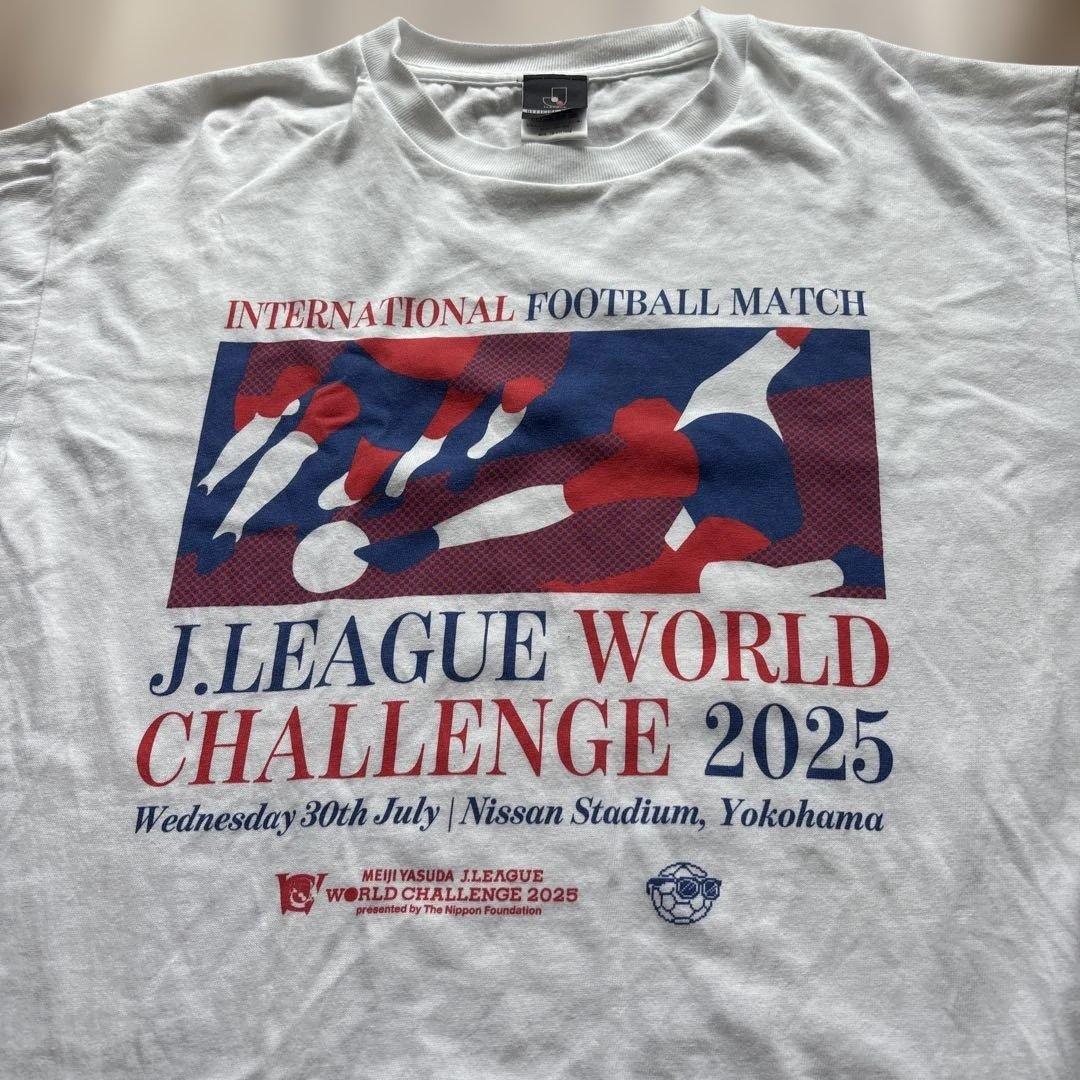 INTERNATIONAL FOOTBALL MATCH
J.LEAGUE WORLD
CHALLENGE 2025
Wednesday 30th July | Nissan Stadium, Yokohama
MEIJI YASUDA J.LEAGUE
WORLD CHALLENGE 2025
presented by The Nippon Foundation